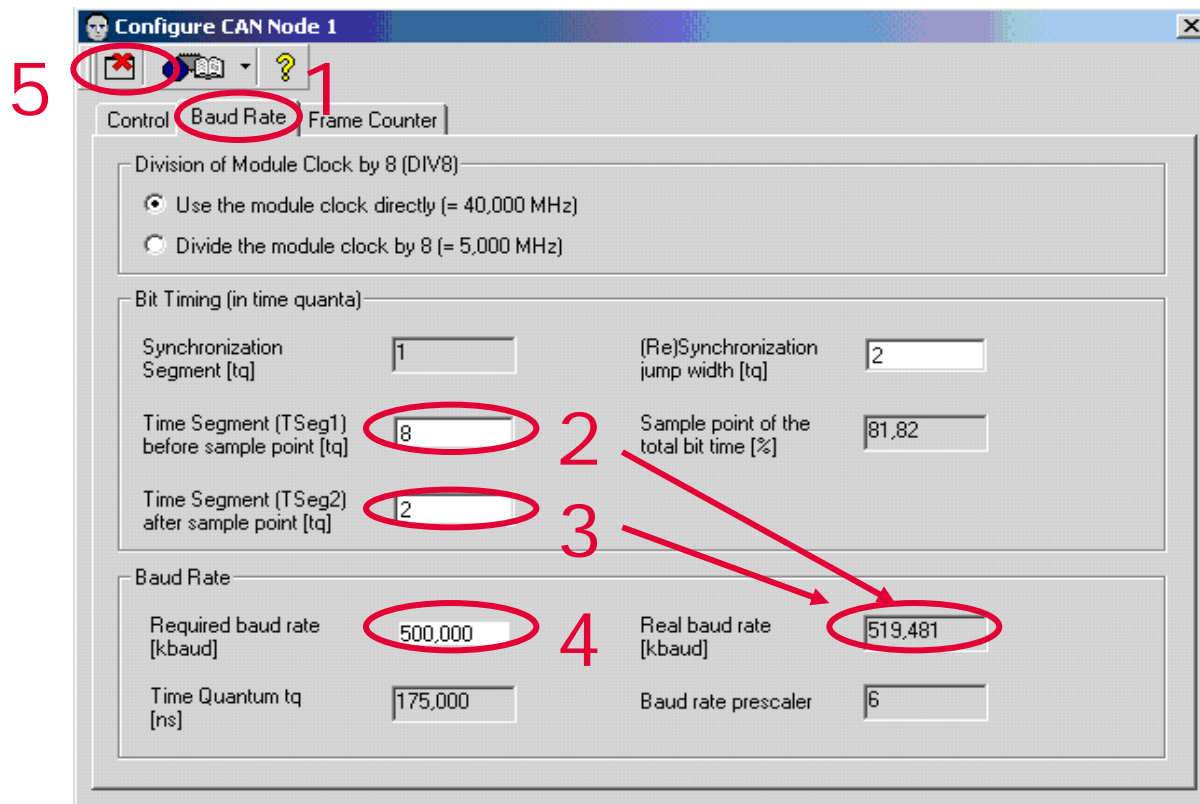 Configure CAN Node 1
5
1
Control
Baud Rate
Frame Counter
Division of Module Clock by 8 (DIV8)
Use the module clock directly (= 40,000 MHz)
Divide the module clock by 8 (= 5,000 MHz)
Bit Timing (in time quanta)
Synchronization
Segment [tq]
1
(Re)Synchronization
jump width [tq]
2
Time Segment (TSeg1)
before sample point [tq]
8
2
Sample point of the
total bit time [%]
81,82
Time Segment (TSeg2)
after sample point [tq]
2
3
Baud Rate
Required baud rate
[kbaud]
500,000
4
Real baud rate
[kbaud]
519,481
Time Quantum tq
[ns]
175,000
Baud rate prescaler
6